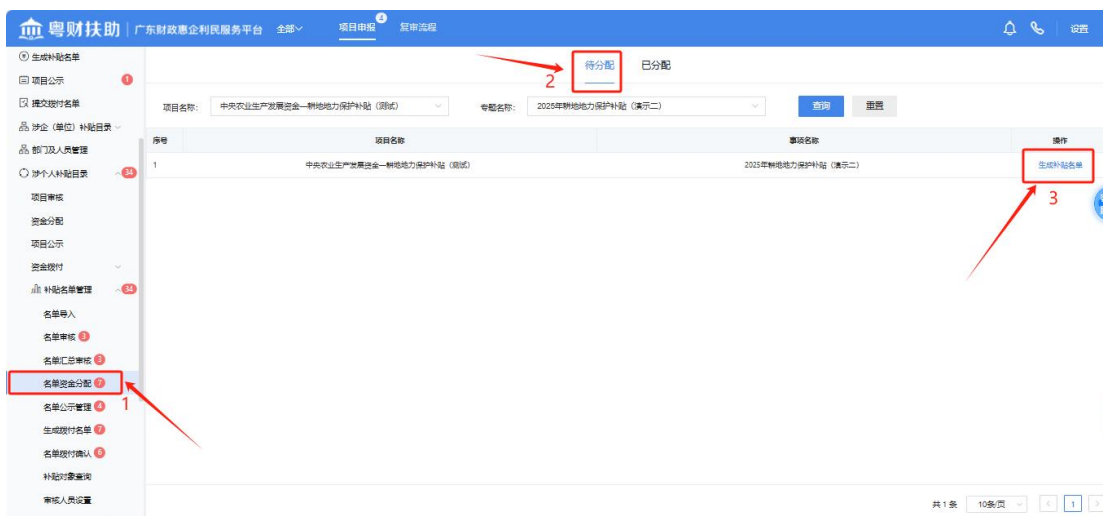 粤财扶助 | 广东财政惠企利民服务平台 全部 项目申报 4 复审流程 设置
生成补贴名单
项目公示 1
提交拨付名单
涉企（单位）补贴目录
部门及人员管理
涉个人补贴目录 34
项目审核
资金分配
项目公示
资金拨付
补贴名单管理 34
名单导入
名单审核 3
名单汇总审核 3
名单资金分配 7
名单公示管理 4
生成拨付名单 7
名单拨付确认 6
补贴对象查询
审核人员设置
1
待分配 已分配
2
项目名称: 中央农业生产发展资金—耕地地力保护补贴（测试） 专题名称: 2025年耕地地力保护补贴（演示二） 查询 重置
序号 项目名称 事项名称 操作
1 中央农业生产发展资金—耕地地力保护补贴（测试） 2025年耕地地力保护补贴（演示二） 生成补贴名单
3
共 1 条 10条/页 1